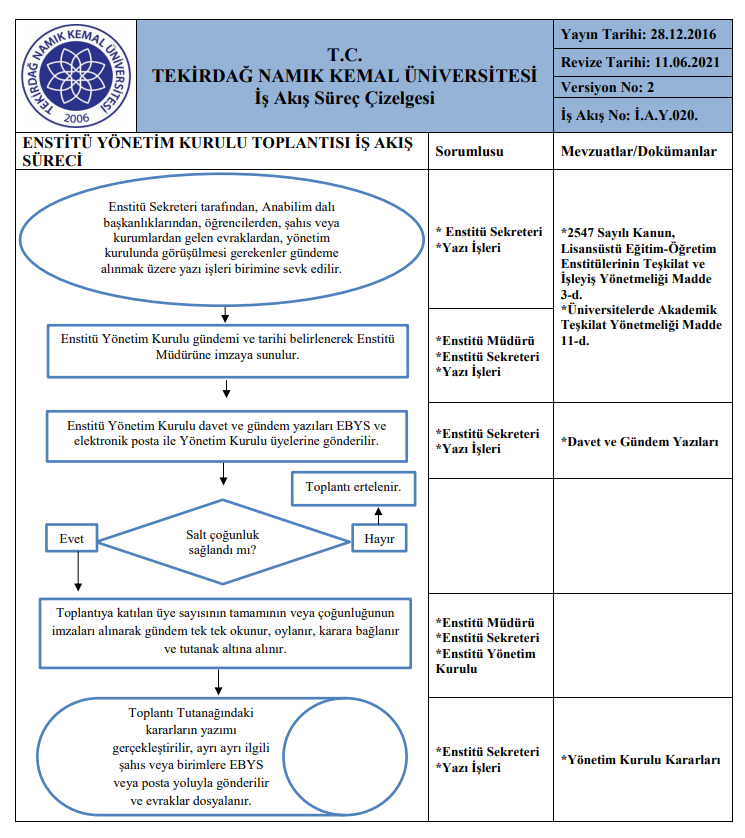 TEKİRDAĞ NAMIK KEMAL ÜNİVERSİTESİ
2006
T.C.
TEKİRDAĞ NAMIK KEMAL ÜNİVERSİTESİ
İş Akış Süreç Çizelgesi
Yayın Tarihi: 28.12.2016
Revize Tarihi: 11.06.2021
Versiyon No: 2
İş Akış No: İ.A.Y.020.
ENSTİTÜ YÖNETİM KURULU TOPLANTISI İŞ AKIŞ
SÜRECİ
Sorumlusu
Mevzuatlar/Dokümanlar
Enstitü Sekreteri tarafından, Anabilim dalı
başkanlıklarından, öğrencilerden, şahıs veya
kurumlardan gelen evraklardan, yönetim
kurulunda görüşülmesi gerekenler gündeme
alınmak üzere yazı işleri birimine sevk edilir.
* Enstitü Sekreteri
*Yazı İşleri
*2547 Sayılı Kanun,
Lisansüstü Eğitim-Öğretim
Enstitülerinin Teşkilat ve
İşleyiş Yönetmeliği Madde
3-d.
*Üniversitelerde Akademik
Teşkilat Yönetmeliği Madde
11-d.
Enstitü Yönetim Kurulu gündemi ve tarihi belirlenerek Enstitü
Müdürüne imzaya sunulur.
*Enstitü Müdürü
*Enstitü Sekreteri
*Yazı İşleri
Enstitü Yönetim Kurulu davet ve gündem yazıları EBYS ve
elektronik posta ile Yönetim Kurulu üyelerine gönderilir.
*Enstitü Sekreteri
*Yazı İşleri
*Davet ve Gündem Yazıları
Toplantı ertelenir.
Evet
Salt çoğunluk
sağlandı mı?
Hayır
Toplantıya katılan üye sayısının tamamının veya çoğunluğunun
imzaları alınarak gündem tek tek okunur, oylanır, karara bağlanır
ve tutanak altına alınır.
*Enstitü Müdürü
*Enstitü Sekreteri
*Enstitü Yönetim
Kurulu
Toplantı Tutanağındaki
kararların yazımı
gerçekleştirilir, ayrı ayrı ilgili
şahıs veya birimlere EBYS
veya posta yoluyla gönderilir
ve evraklar dosyalanır.
*Enstitü Sekreteri
*Yazı İşleri
*Yönetim Kurulu Kararları